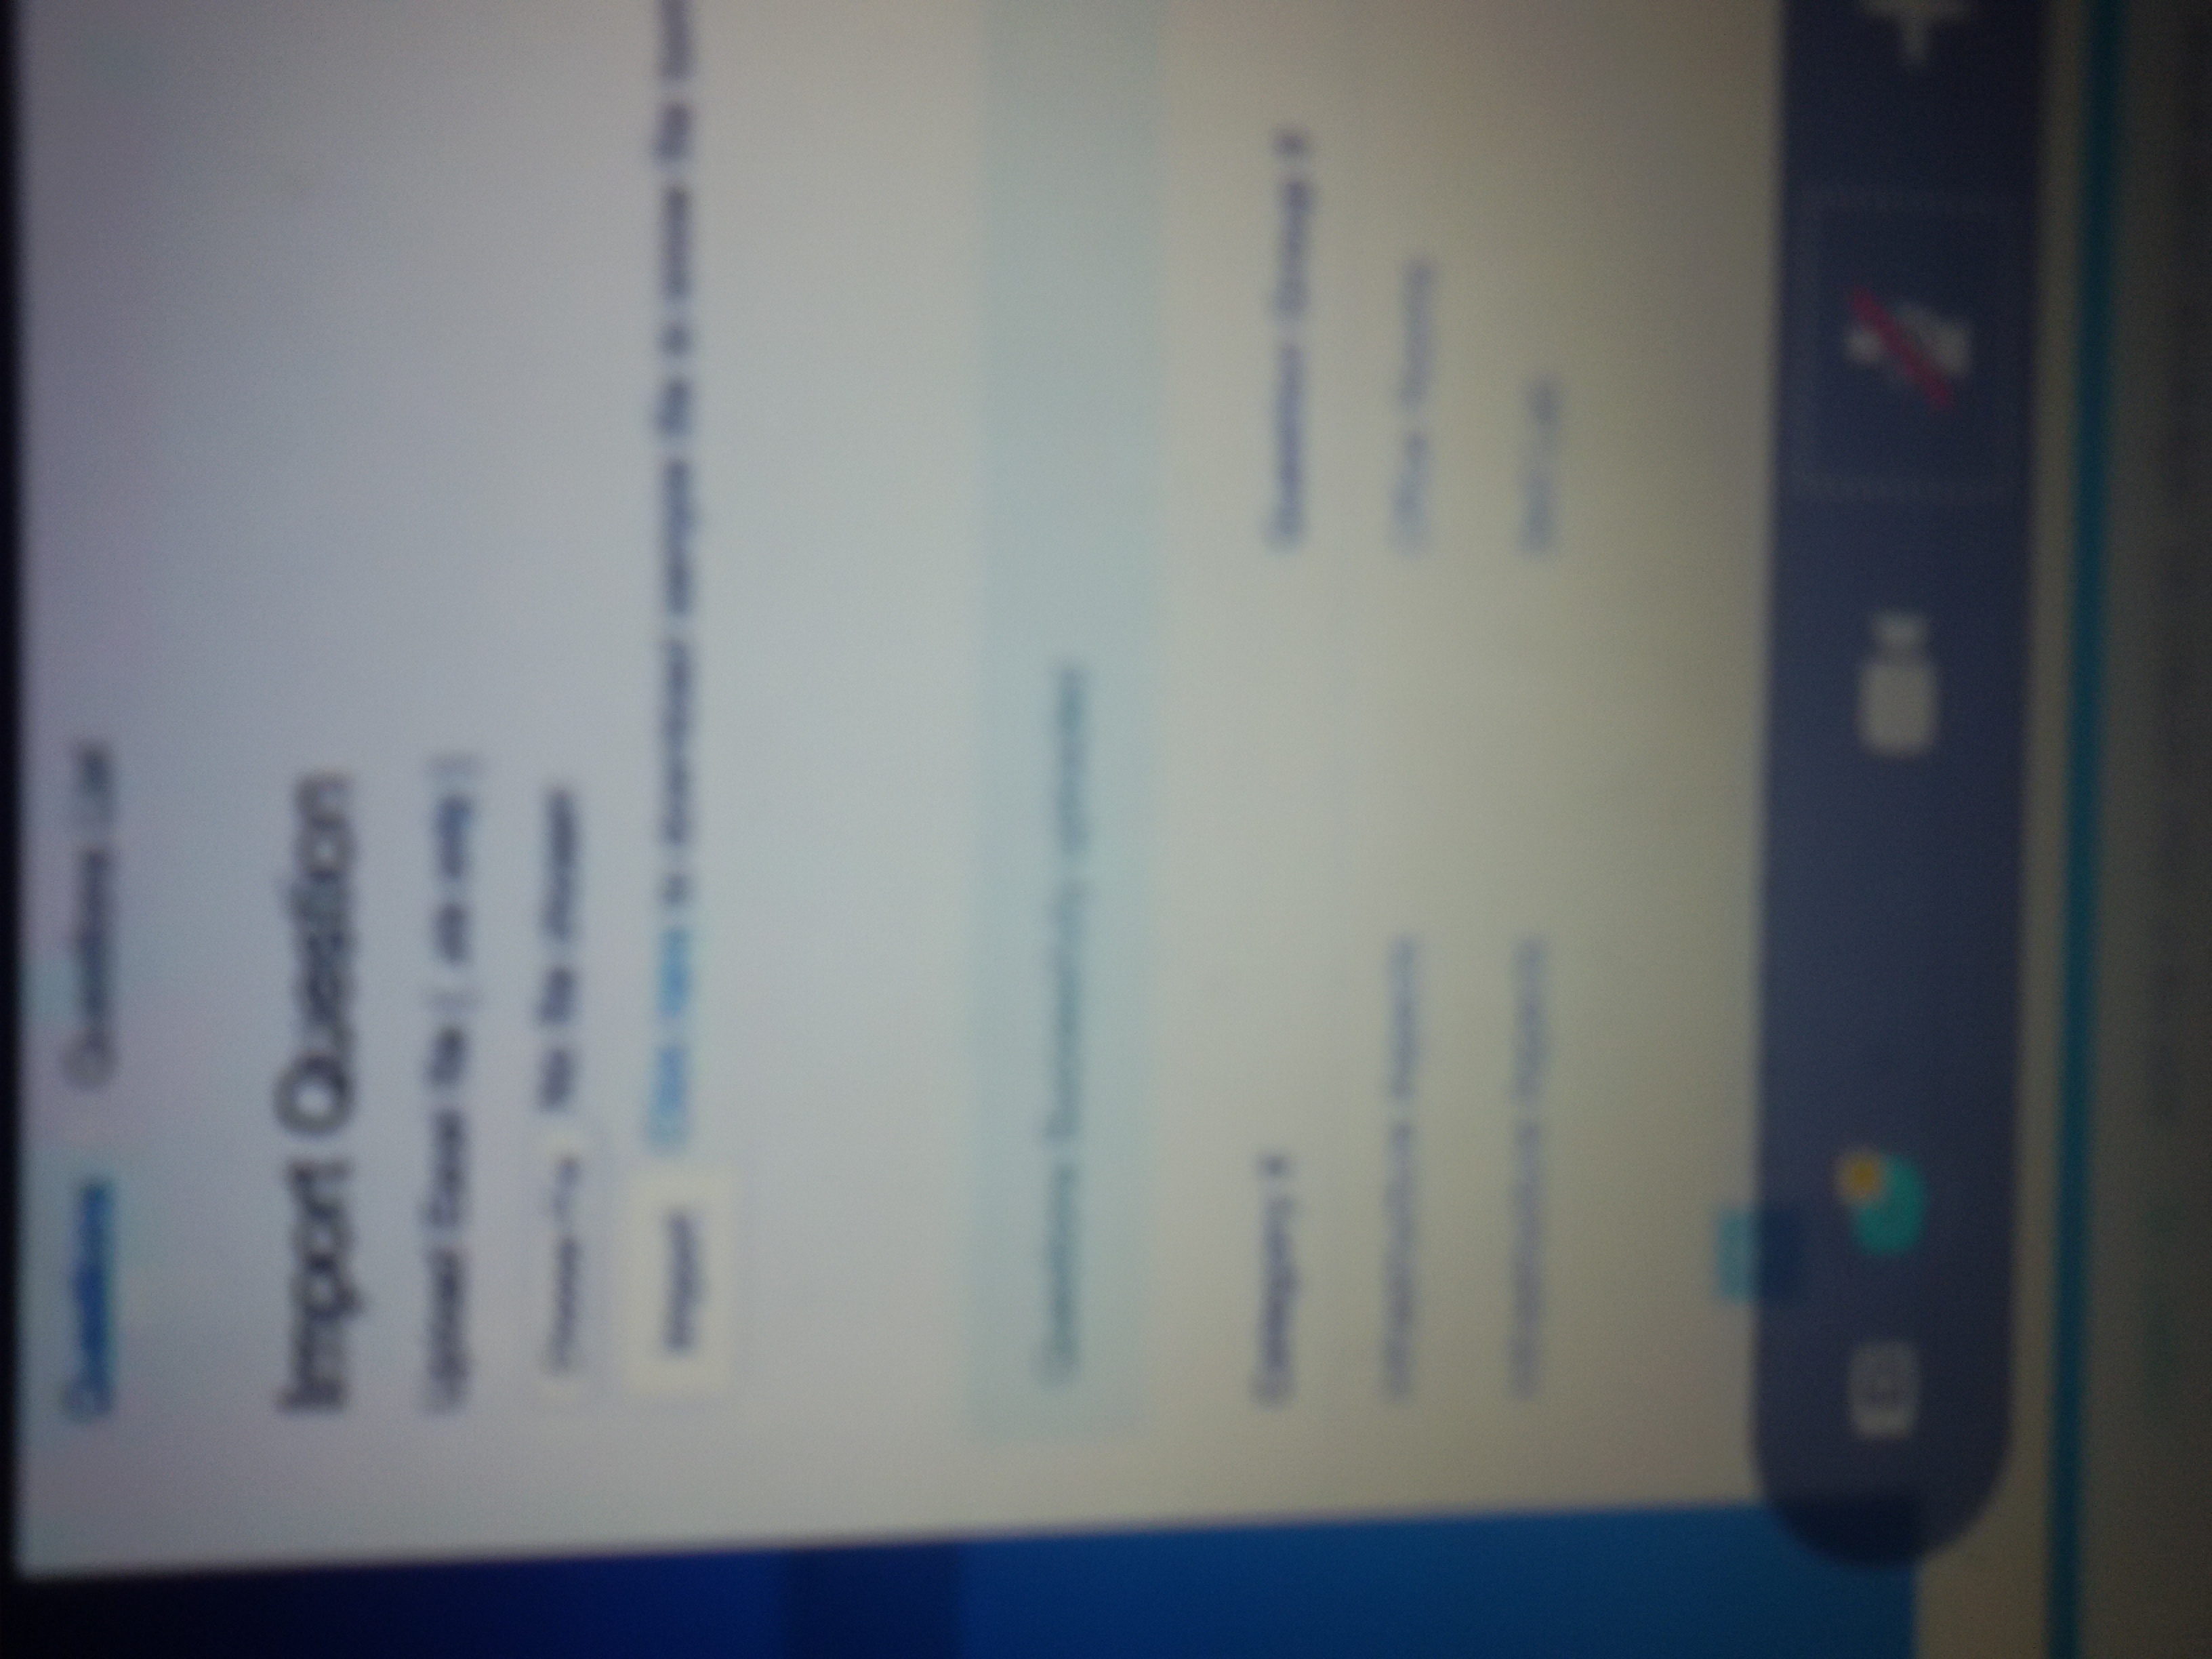 Questions Questions List
Import Question
Upload Excel file ( .xls only )
Choose File No file chosen
Import Click here to download sample file to know file
Questions Successfully uploaded
Category # Question Group #
Infrastructure Aspects Office
Infrastructure Aspects Skill Lab